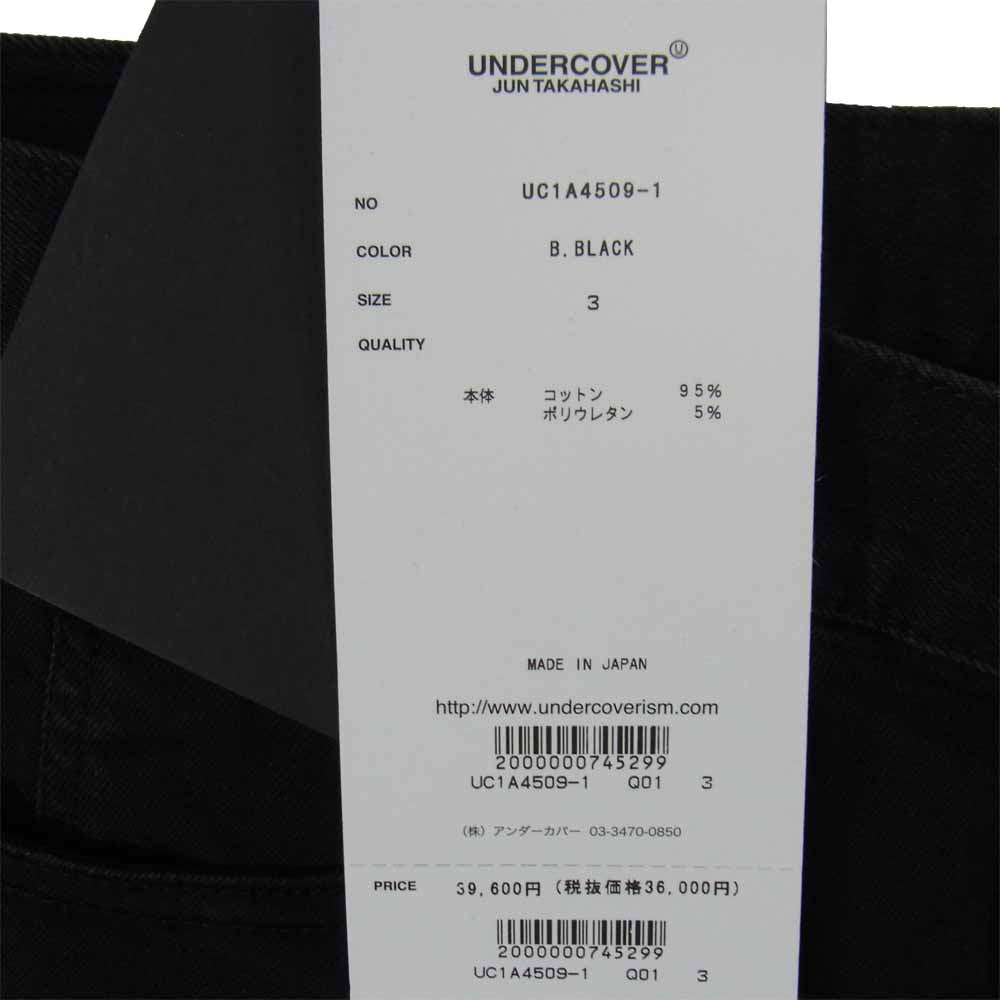 UNDERCOVER Ⓤ
JUN TAKAHASHI
NO UC1A4509-1
COLOR B.BLACK
SIZE 3
QUALITY
本体 コットン 95%
ポリウレタン 5%
MADE IN JAPAN
http://www.undercoverism.com
2000000745299
UC1A4509-1 Q01 3
(株) アンダーカバー 03-3470-0850
PRICE 39,600円 (税抜価格36,000円)
2000000745299
UC1A4509-1 Q01 3